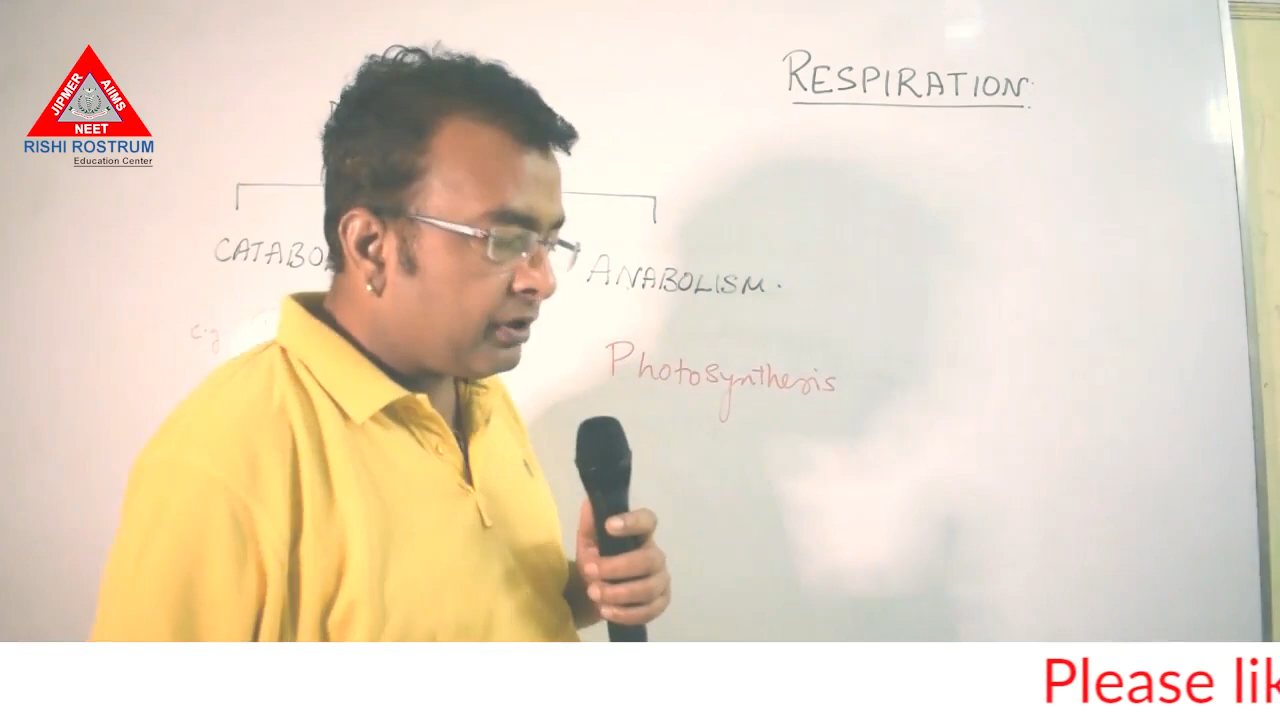 JIPMER AIIMS
NEET
RISHI ROSTRUM
Education Center
RESPIRATION
CATABO
ANABOLISM.
e.g
Photosynthesis
Please lik